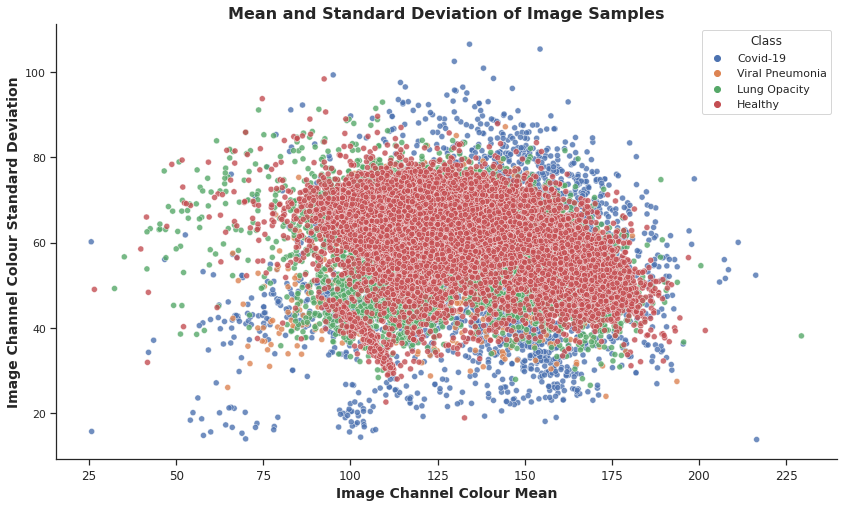 Mean and Standard Deviation of Image Samples
Class
Covid-19
Viral Pneumonia
Lung Opacity
Healthy
Image Channel Colour Standard Deviation
100
80
60
40
20
25 50 75 100 125 150 175 200 225
Image Channel Colour Mean